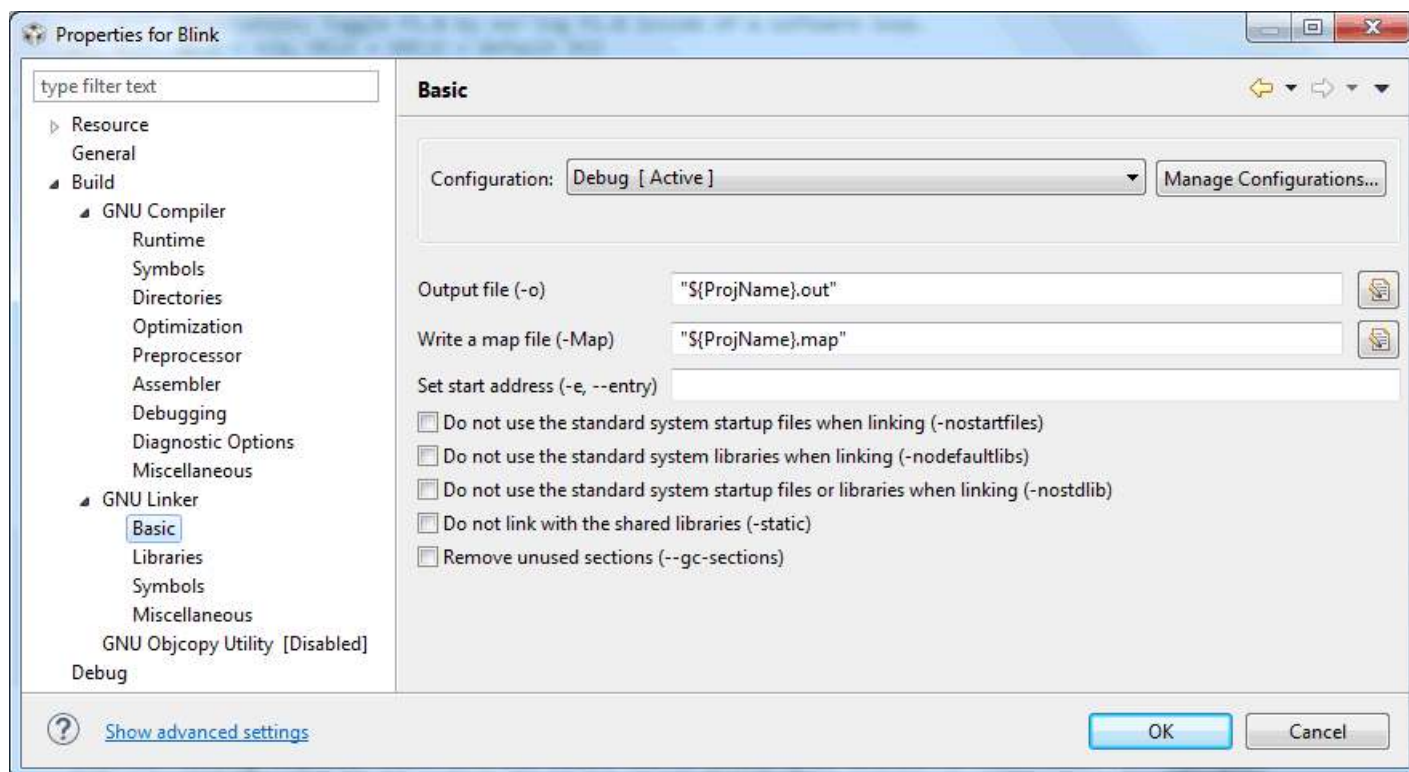 Properties for Blink
type filter text
Resource
General
Build
GNU Compiler
Runtime
Symbols
Directories
Optimization
Preprocessor
Assembler
Debugging
Diagnostic Options
Miscellaneous
GNU Linker
Basic
Libraries
Symbols
Miscellaneous
GNU Objcopy Utility [Disabled]
Debug
Basic
Configuration: Debug [ Active ] Manage Configurations...
Output file (-o) "${ProjName}.out"
Write a map file (-Map) "${ProjName}.map"
Set start address (-e, --entry)
Do not use the standard system startup files when linking (-nostartfiles)
Do not use the standard system libraries when linking (-nodefaultlibs)
Do not use the standard system startup files or libraries when linking (-nostdlib)
Do not link with the shared libraries (-static)
Remove unused sections (--gc-sections)
? Show advanced settings OK Cancel